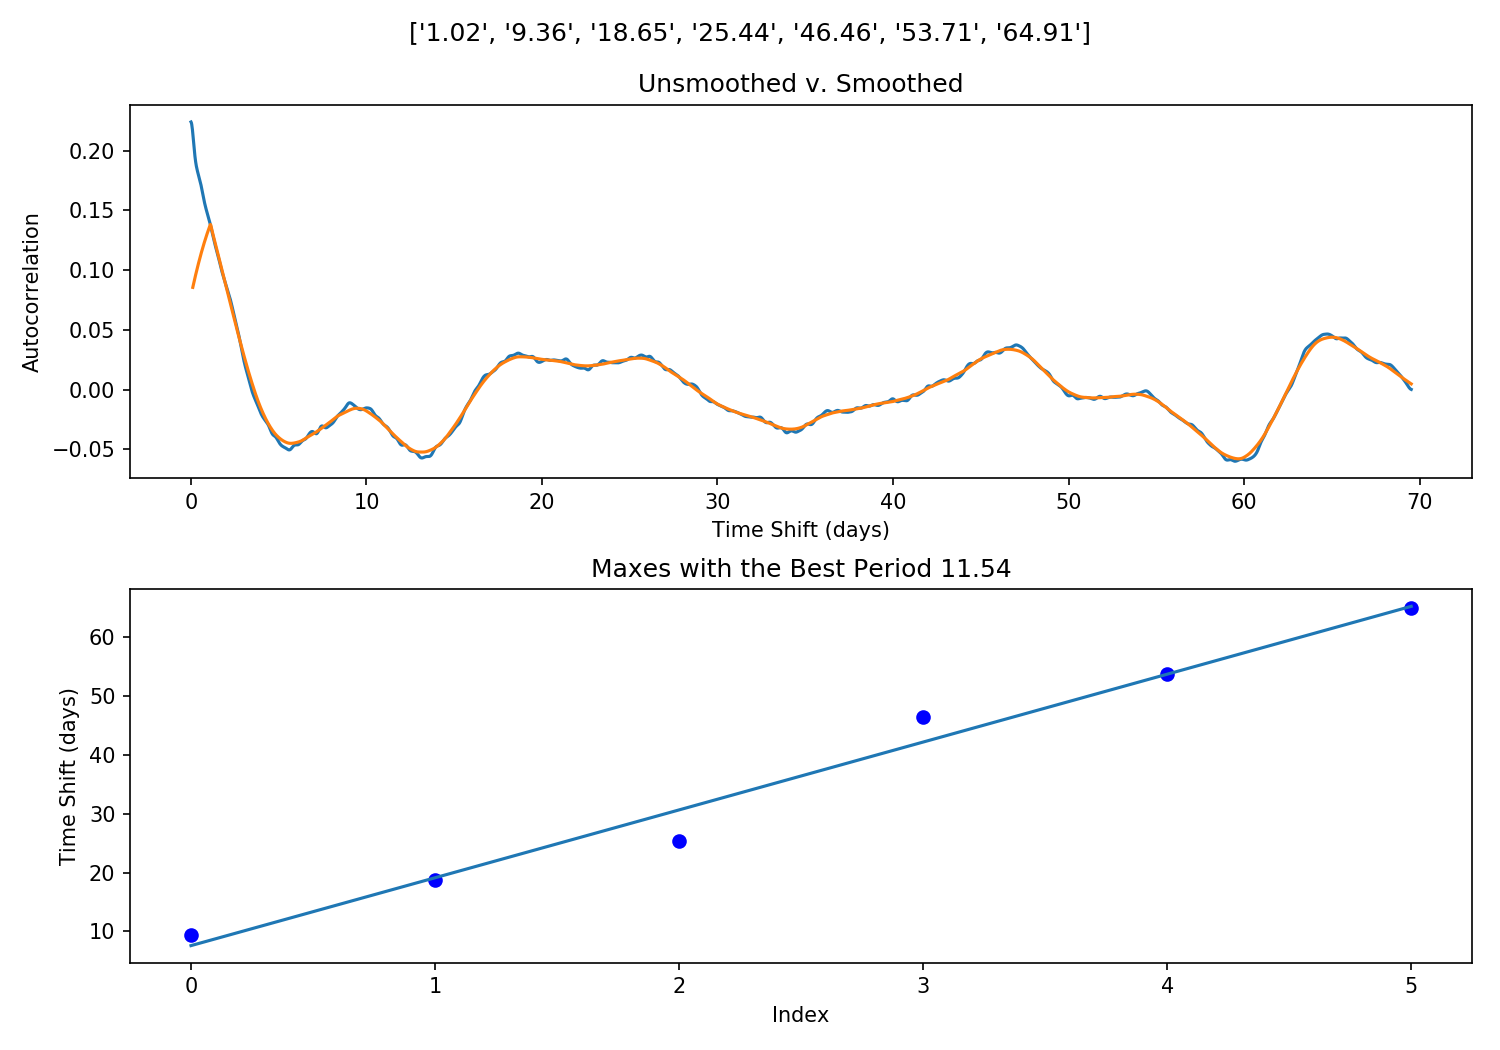 ['1.02', '9.36', '18.65', '25.44', '46.46', '53.71', '64.91']
Unsmoothed v. Smoothed
Autocorrelation
0.20
0.15
0.10
0.05
0.00
−0.05
0 10 20 30 40 50 60 70
Time Shift (days)
Maxes with the Best Period 11.54
Time Shift (days)
60
50
40
30
20
10
0 1 2 3 4 5
Index